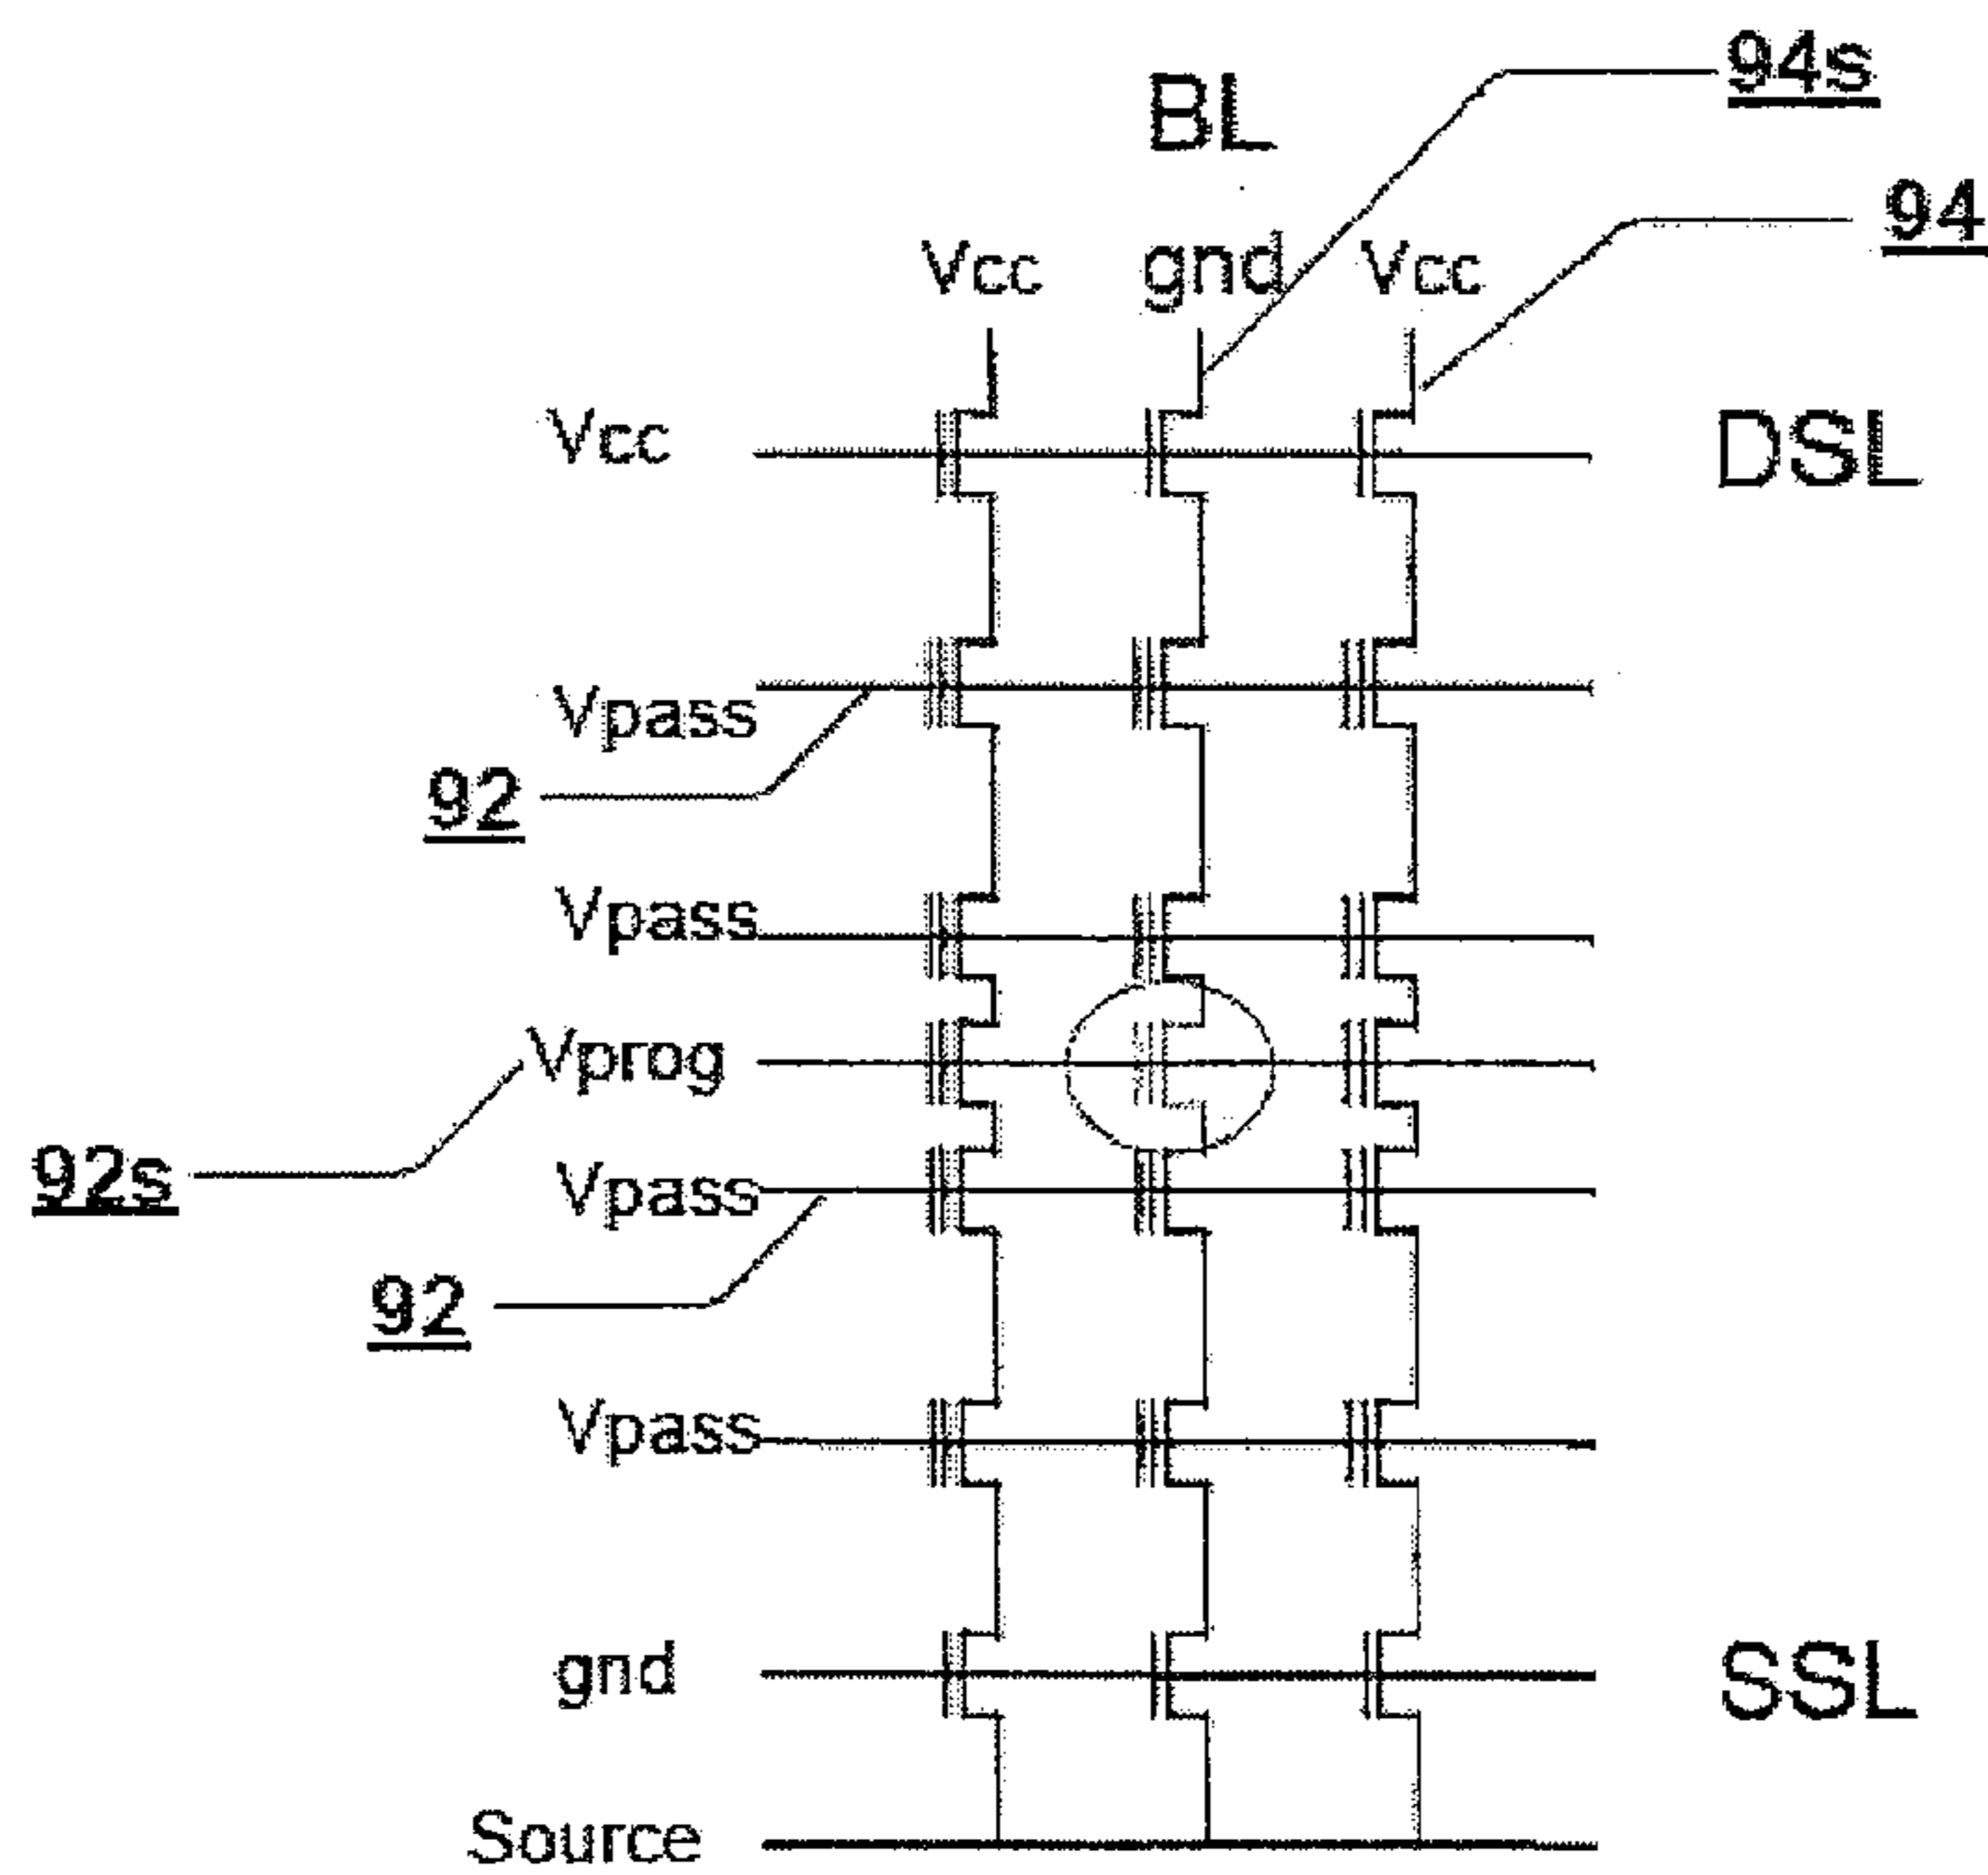 94s
BL
94
Vcc gnd Vcc
Vcc DSL
Vpass
92
Vpass
Vprog
92s
Vpass
92
Vpass
gnd SSL
Source